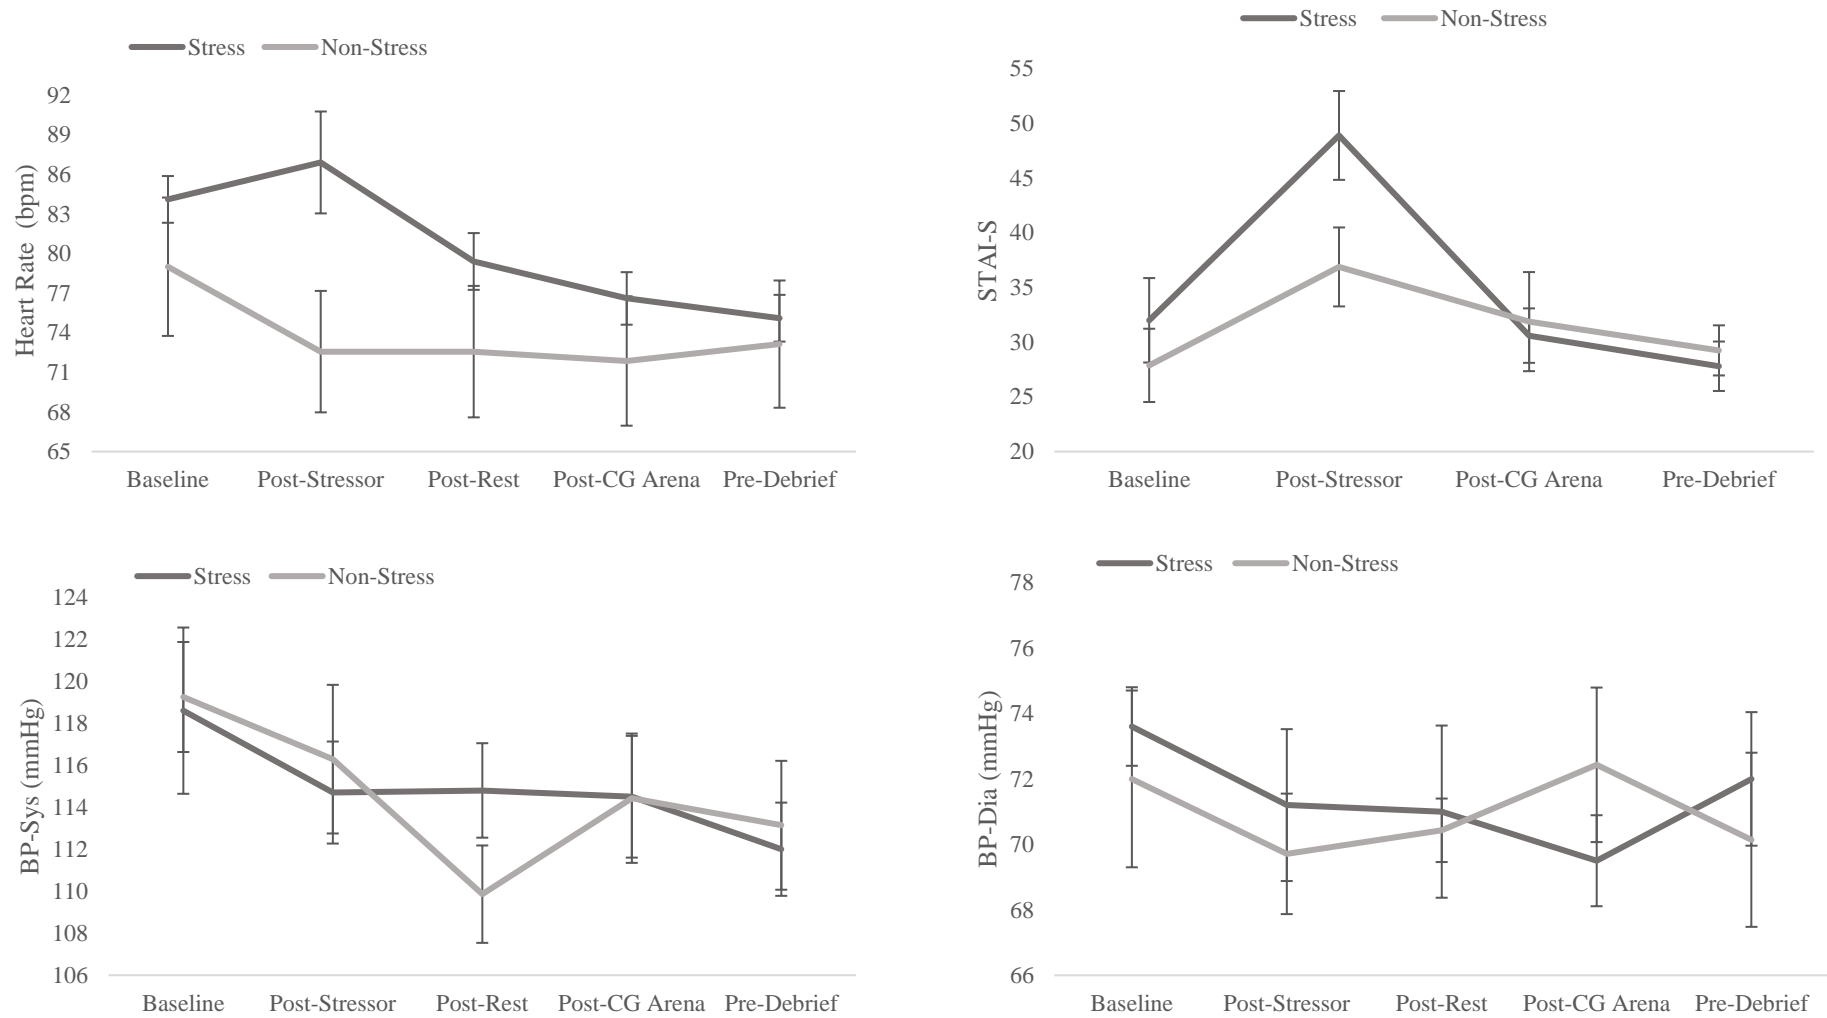 Stress Non-Stress
92
89
86
83
80
77
74
71
68
65
Heart Rate (bpm)
Baseline Post-Stressor Post-Rest Post-CG Arena Pre-Debrief
Stress Non-Stress
55
50
45
40
35
30
25
20
STAI-S
Baseline Post-Stressor Post-CG Arena Pre-Debrief
Stress Non-Stress
124
122
120
118
116
114
112
110
108
106
BP-Sys (mmHg)
Baseline Post-Stressor Post-Rest Post-CG Arena Pre-Debrief
Stress Non-Stress
78
76
74
72
70
68
66
BP-Dia (mmHg)
Baseline Post-Stressor Post-Rest Post-CG Arena Pre-Debrief